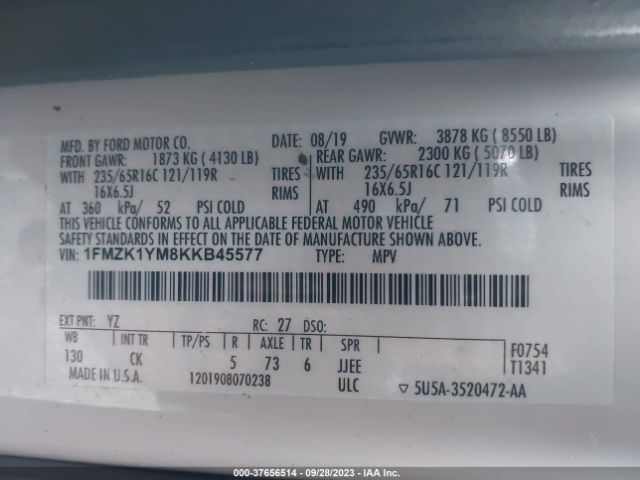 MFD. BY FORD MOTOR CO. DATE: 08/19 GVWR: 3878 KG ( 8550 LB)
FRONT GAWR: 1873 KG ( 4130 LB) REAR GAWR: 2300 KG ( 5070 LB)
WITH 235/65R16C 121/119R TIRES WITH 235/65R16C 121/119R TIRES
16X6.5J RIMS 16X6.5J RIMS
AT 360 kPa/ 52 PSI COLD AT 490 kPa/ 71 PSI COLD
THIS VEHICLE CONFORMS TO ALL APPLICABLE FEDERAL MOTOR VEHICLE
SAFETY STANDARDS IN EFFECT ON THE DATE OF MANUFACTURE SHOWN ABOVE.
VIN: 1FMZK1YM8KKB45577 TYPE: MPV
EXT PNT: YZ RC: 27 DSO:
WB INT TR TP/PS R AXLE TR SPR F0754
130 CK 5 73 6 JJEE T1341
MADE IN U.S.A. 1201908070238 ULC 5U5A-3520472-AA
000-37656514 / 09/28/2023 / IAA Inc.